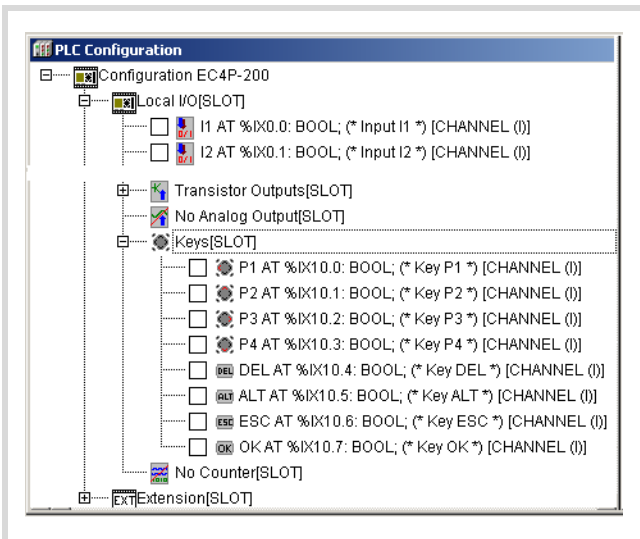 PLC Configuration
Configuration EC4P-200
Local I/O[SLOT]
I1 AT %IX0.0: BOOL; (* Input I1 *) [CHANNEL (I)]
I2 AT %IX0.1: BOOL; (* Input I2 *) [CHANNEL (I)]
Transistor Outputs[SLOT]
No Analog Output[SLOT]
Keys[SLOT]
P1 AT %IX10.0: BOOL; (* Key P1 *) [CHANNEL (I)]
P2 AT %IX10.1: BOOL; (* Key P2 *) [CHANNEL (I)]
P3 AT %IX10.2: BOOL; (* Key P3 *) [CHANNEL (I)]
P4 AT %IX10.3: BOOL; (* Key P4 *) [CHANNEL (I)]
DEL DEL AT %IX10.4: BOOL; (* Key DEL *) [CHANNEL (I)]
ALT ALT AT %IX10.5: BOOL; (* Key ALT *) [CHANNEL (I)]
ESC ESC AT %IX10.6: BOOL; (* Key ESC *) [CHANNEL (I)]
OK OK AT %IX10.7: BOOL; (* Key OK *) [CHANNEL (I)]
No Counter[SLOT]
EXT Extension[SLOT]